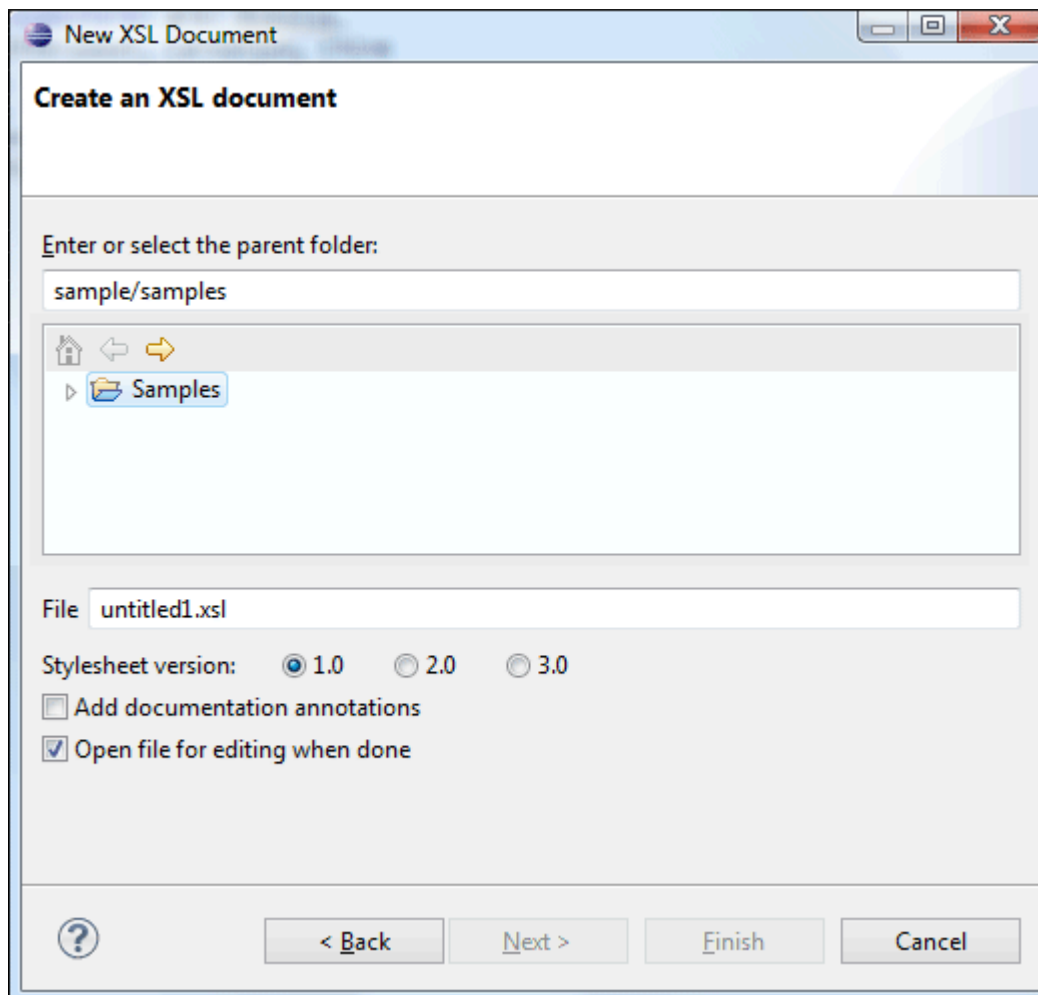 New XSL Document
Create an XSL document
Enter or select the parent folder:
sample/samples
Samples
File untitled1.xsl
Stylesheet version: 1.0 2.0 3.0
Add documentation annotations
Open file for editing when done
< Back Next > Finish Cancel